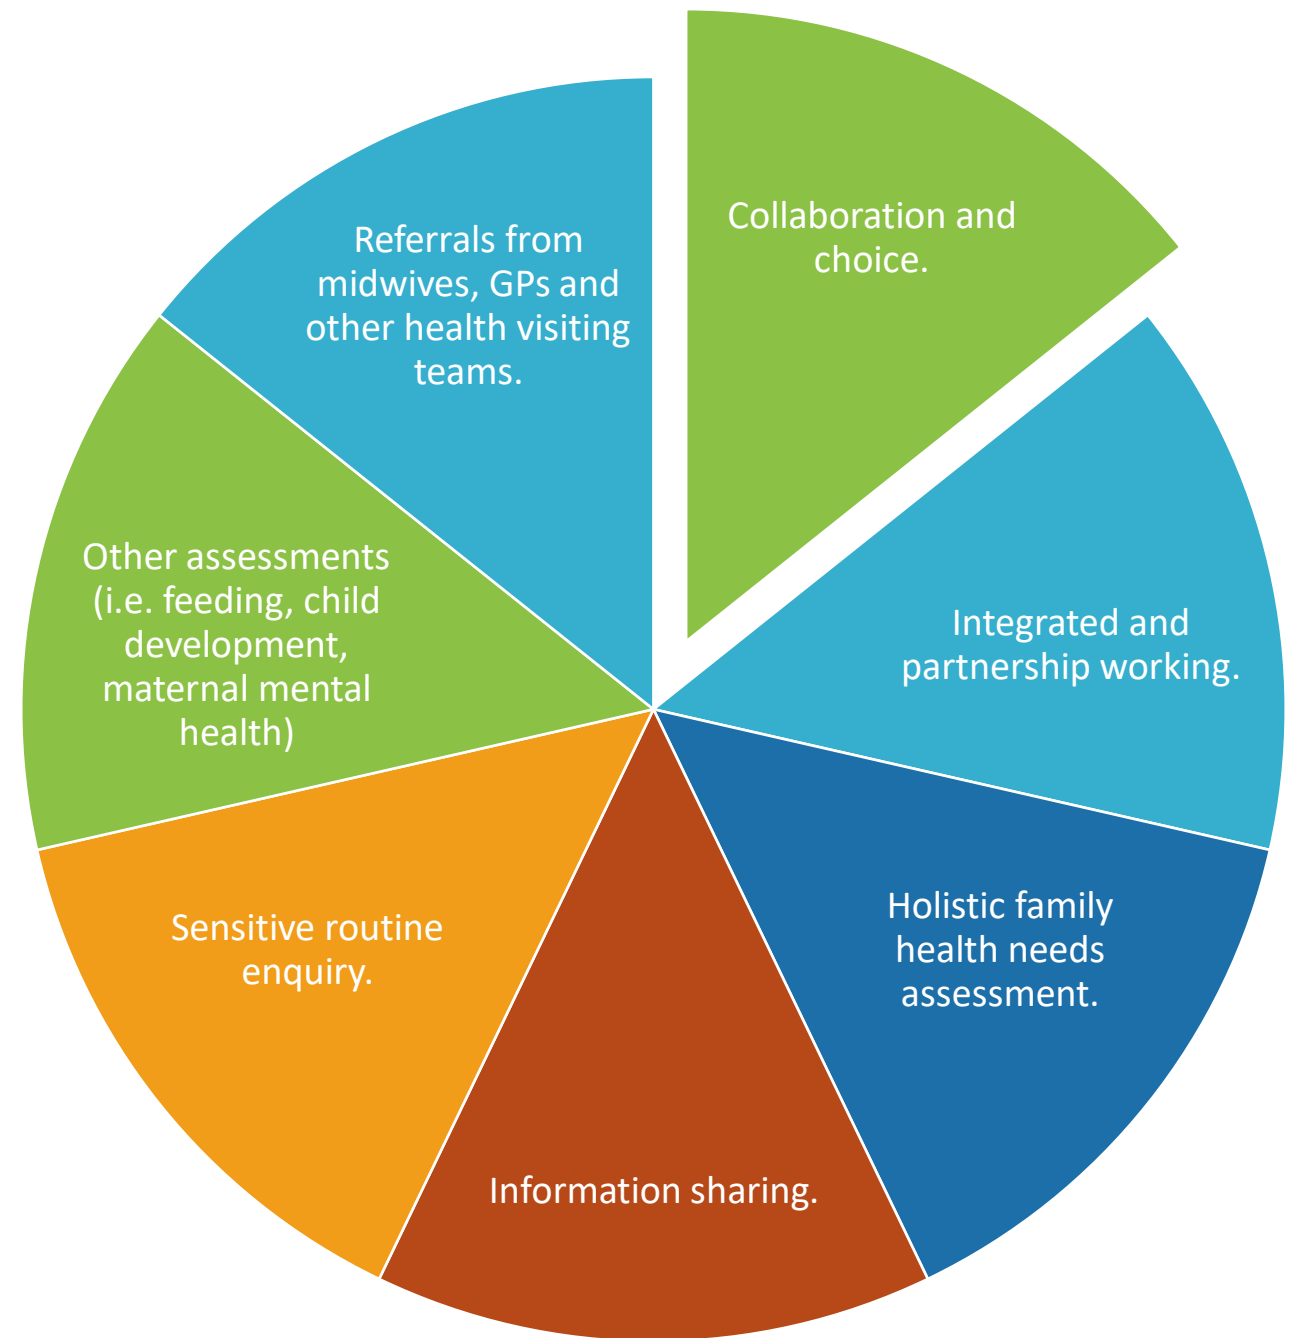 Collaboration and
choice.
Integrated and
partnership working.
Holistic family
health needs
assessment.
Information sharing.
Sensitive routine
enquiry.
Other assessments
(i.e. feeding, child
development,
maternal mental
health)
Referrals from
midwives, GPs and
other health visiting
teams.